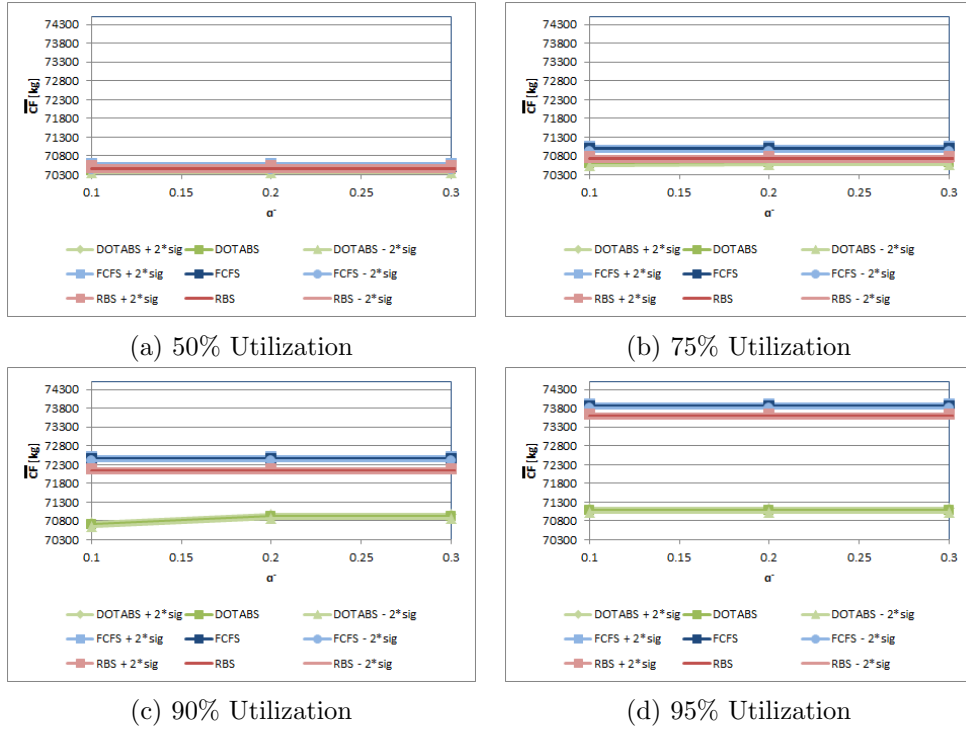 74300
73800
73300
72800
72300
71800
71300
70800
70300
CF [kg]
0.1 0.15 0.2 0.25 0.3
α-
DOTABS + 2*sig DOTABS DOTABS - 2*sig
FCFS + 2*sig FCFS FCFS - 2*sig
RBS + 2*sig RBS RBS - 2*sig
(a) 50% Utilization
74300
73800
73300
72800
72300
71800
71300
70800
70300
CF [kg]
0.1 0.15 0.2 0.25 0.3
α-
DOTABS + 2*sig DOTABS DOTABS - 2*sig
FCFS + 2*sig FCFS FCFS - 2*sig
RBS + 2*sig RBS RBS - 2*sig
(b) 75% Utilization
74300
73800
73300
72800
72300
71800
71300
70800
70300
CF [kg]
0.1 0.15 0.2 0.25 0.3
α-
DOTABS + 2*sig DOTABS DOTABS - 2*sig
FCFS + 2*sig FCFS FCFS - 2*sig
RBS + 2*sig RBS RBS - 2*sig
(c) 90% Utilization
74300
73800
73300
72800
72300
71800
71300
70800
70300
CF [kg]
0.1 0.15 0.2 0.25 0.3
α-
DOTABS + 2*sig DOTABS DOTABS - 2*sig
FCFS + 2*sig FCFS FCFS - 2*sig
RBS + 2*sig RBS RBS - 2*sig
(d) 95% Utilization